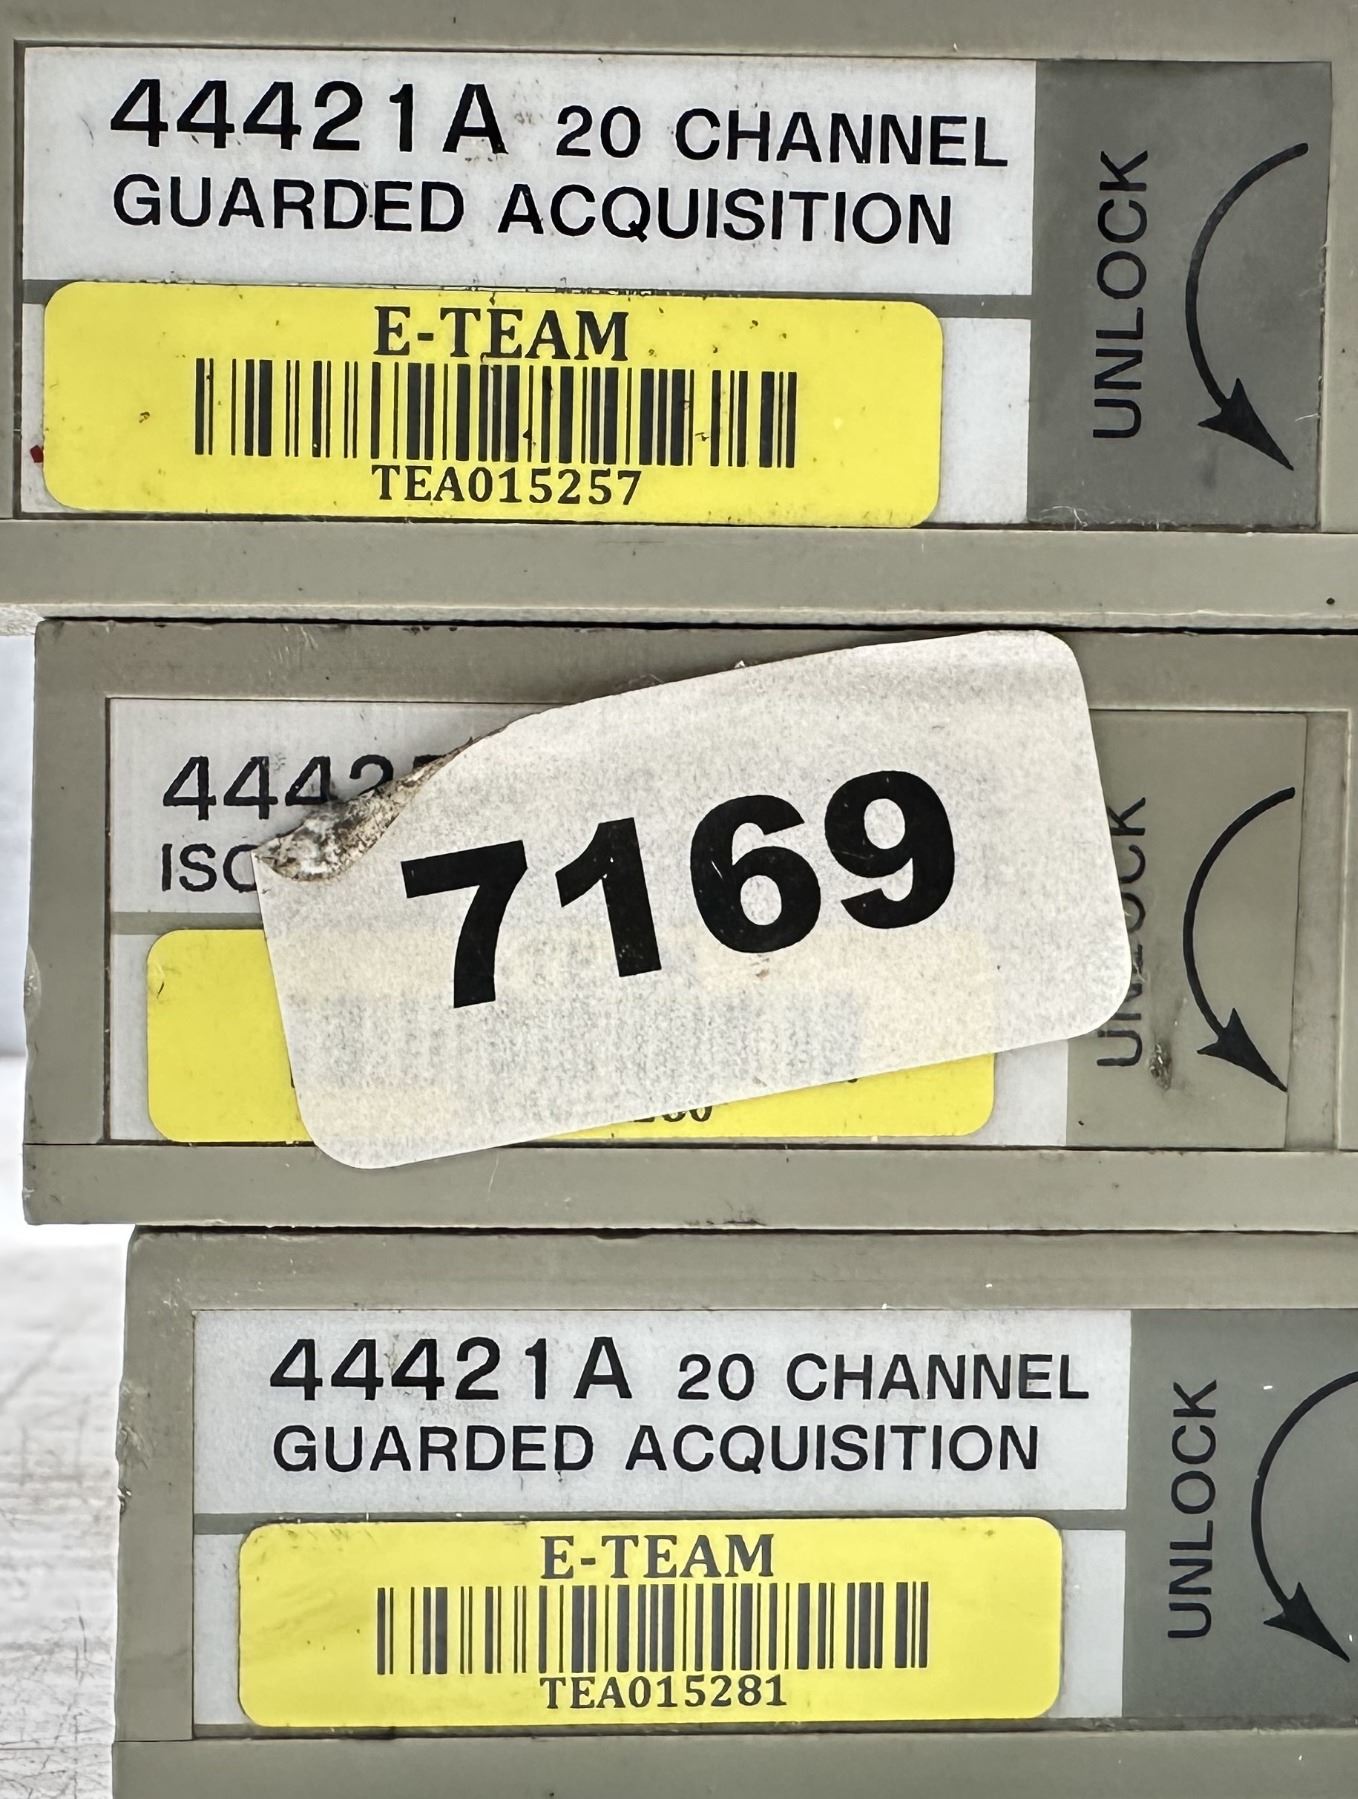 44421A 20 CHANNEL
GUARDED ACQUISITION
UNLOCK
E-TEAM
TEA015257
7169
UNLOCK
44421A 20 CHANNEL
GUARDED ACQUISITION
UNLOCK
E-TEAM
TEA015281